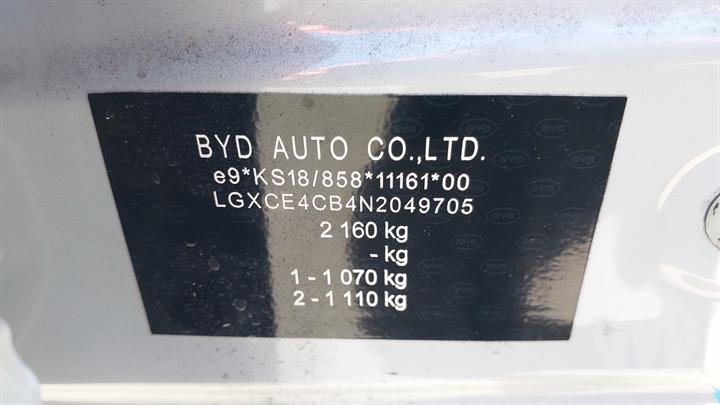 BYD AUTO CO.,LTD.
e9*KS18/858*11161*00
LGXCE4CB4N2049705
2 160 kg
- kg
1 - 1 070 kg
2 - 1 110 kg